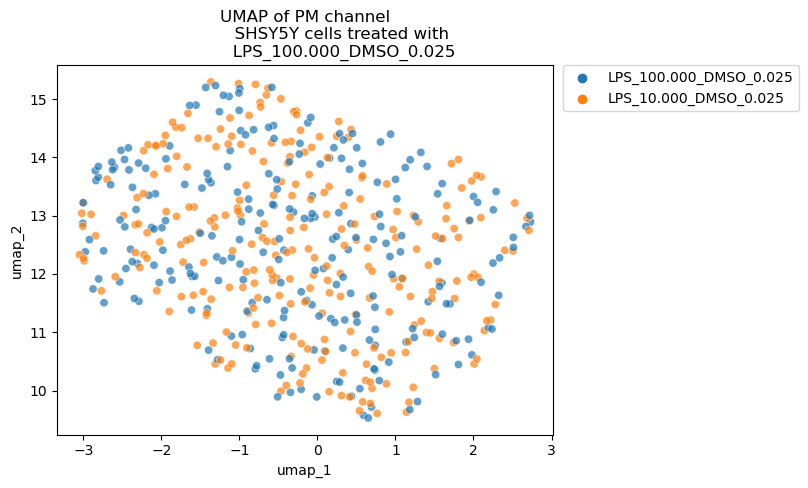 UMAP of PM channel
SHSY5Y cells treated with
LPS_100.000_DMSO_0.025
LPS_100.000_DMSO_0.025
LPS_10.000_DMSO_0.025
umap_2
15
14
13
12
11
10
−3
−2
−1
0
1
2
3
umap_1